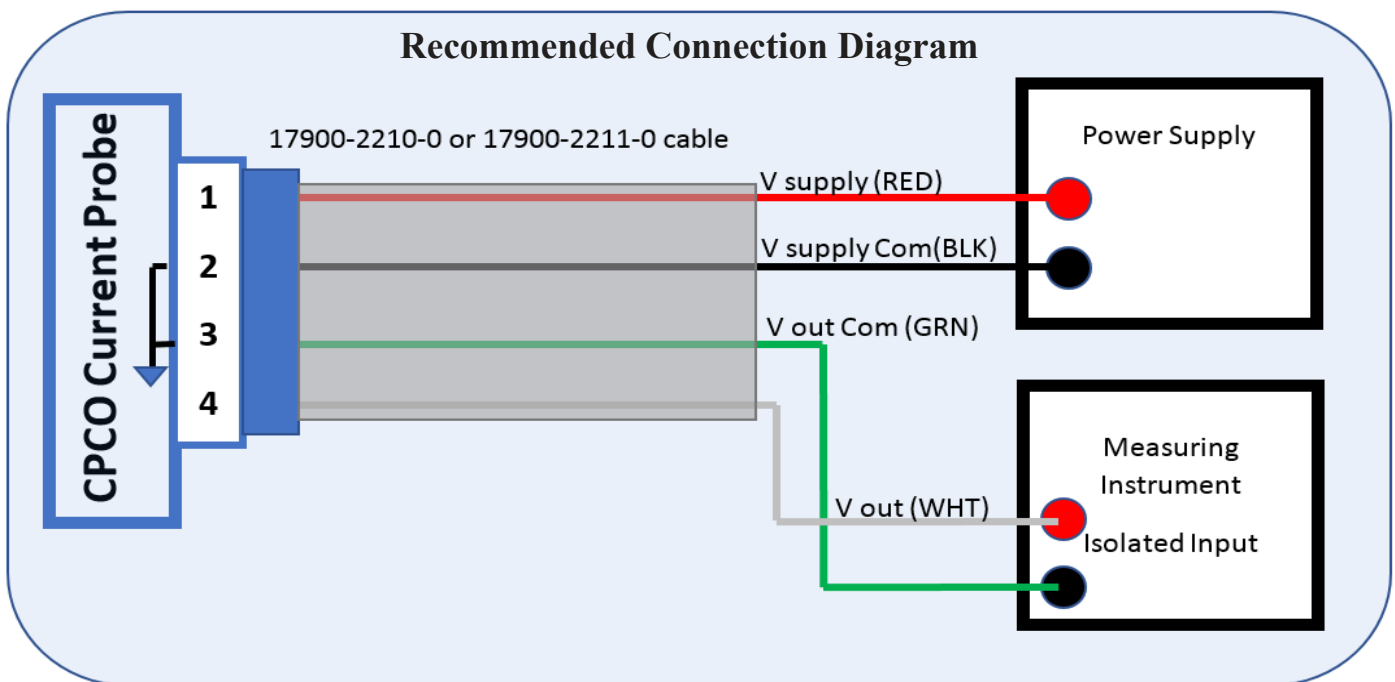 Recommended Connection Diagram
CPCO Current Probe
17900-2210-0 or 17900-2211-0 cable
1
2
3
4
V supply (RED)
V supply Com(BLK)
V out Com (GRN)
V out (WHT)
Power Supply
Measuring
Instrument
Isolated Input